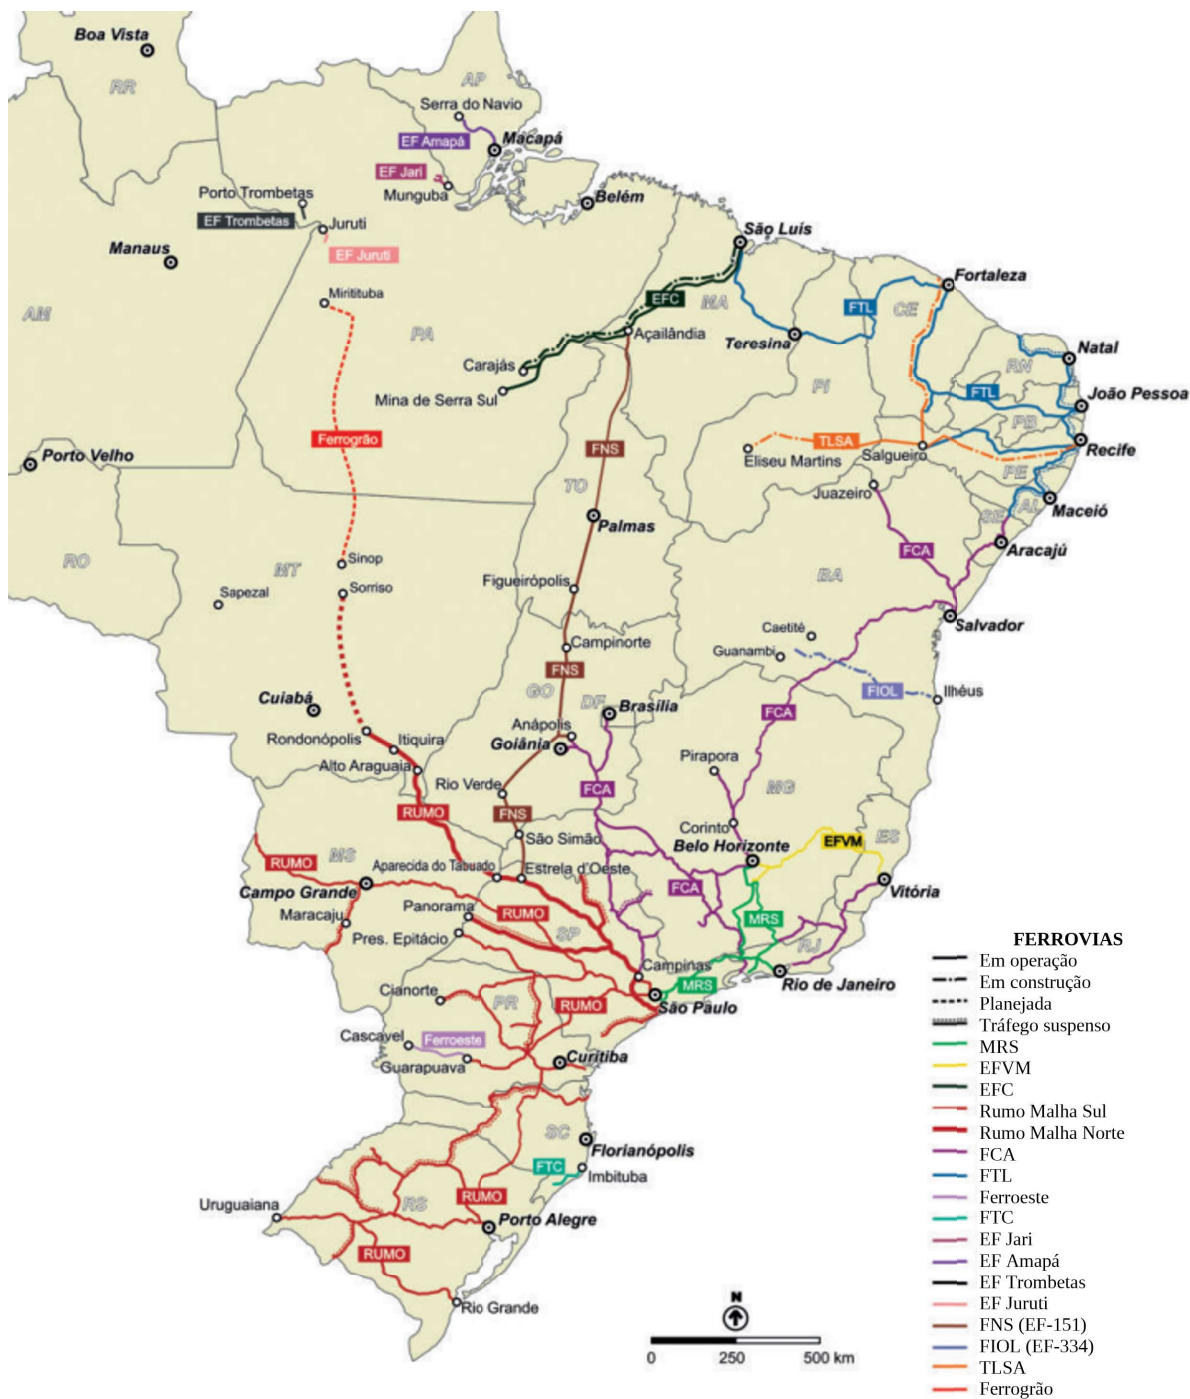 Boa Vista
RR
AP
Serra do Navio
EF Amapá
Macapá
EF Jari
Munguba
Belém
Porto Trombetas
EF Trombetas
Juruti
EF Juruti
Manaus
São Luís
Miritituba
AM
PA
EFC
MA
Fortaleza
FTL
CE
Açailândia
Teresina
Natal
RN
Carajás
Mina de Serra Sul
PI
FTL
João Pessoa
PB
Ferrogrão
FNS
TLSA
Salgueiro
Recife
Porto Velho
Eliseu Martins
PE
TO
Juazeiro
AL
Maceió
SE
Palmas
Aracajú
FCA
RO
MT
Sinop
Sorriso
Sapezal
Figueirópolis
BA
Salvador
Caetité
Campinorte
Guanambi
FNS
GO
DF
Brasília
FIOL
Ilhéus
Cuiabá
FCA
Anápolis
Rondonópolis
Itiquira
Goiânia
Alto Araguaia
Pirapora
Rio Verde
FCA
MG
RUMO
FNS
Corinto
São Simão
Belo Horizonte
EFVM
ES
MS
RUMO
Aparecida do Tabuado
Estrela d'Oeste
Campo Grande
FCA
Vitória
Panorama
RUMO
Maracaju
MRS
Pres. Epitácio
SP
RJ
Campinas
Rio de Janeiro
MRS
Cianorte
PR
RUMO
São Paulo
Cascavel
Ferroeste
Curitiba
Guarapuava
SC
Florianópolis
FTC
Imbituba
Uruguaiana
RS
RUMO
Porto Alegre
RUMO
Rio Grande
N
0 250 500 km
FERROVIAS
Em operação
Em construção
Planejada
Tráfego suspenso
MRS
EFVM
EFC
Rumo Malha Sul
Rumo Malha Norte
FCA
FTL
Ferroeste
FTC
EF Jari
EF Amapá
EF Trombetas
EF Juruti
FNS (EF-151)
FIOL (EF-334)
TLSA
Ferrogrão